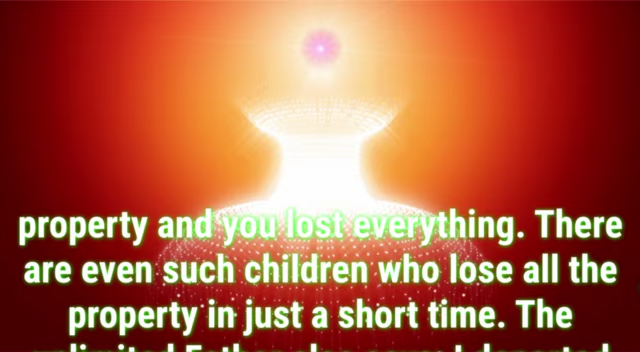 property and you lost everything. There
are even such children who lose all the
property in just a short time. The